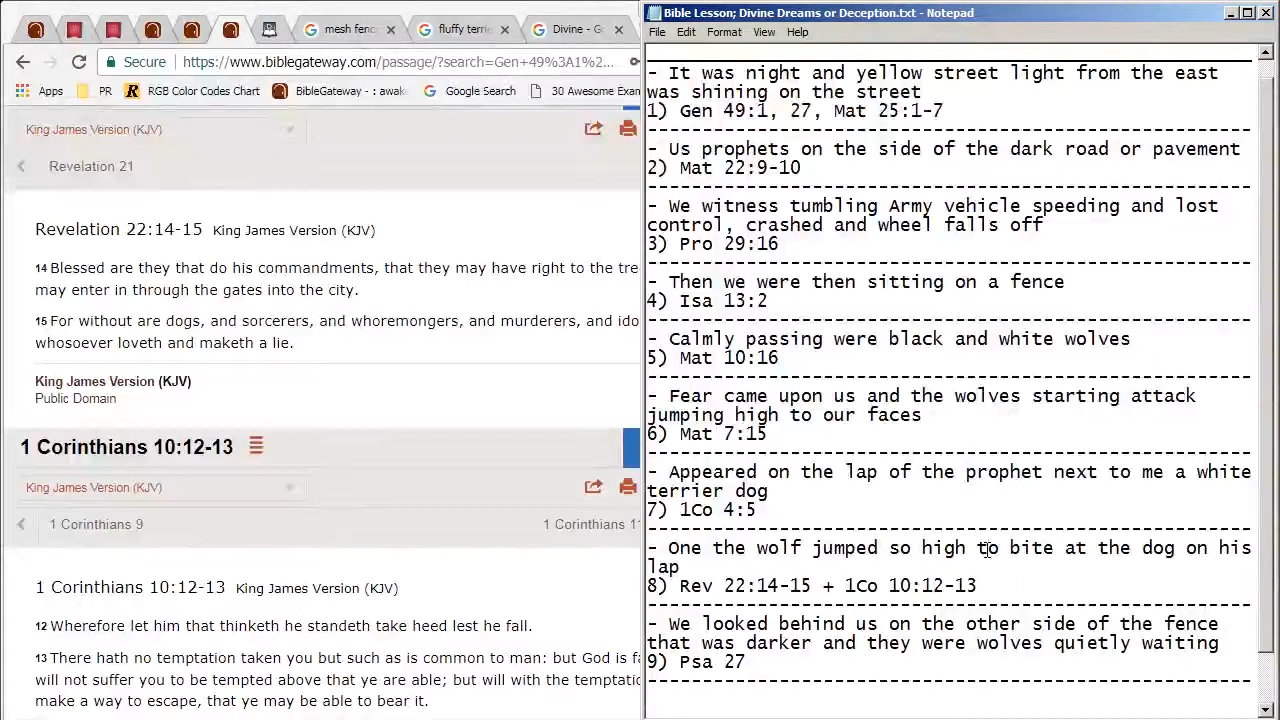 mesh fenc
fluffy terrie
Divine - G
Secure https://www.biblegateway.com/passage/?search=Gen+49%3A1%2...
Apps PR RGB Color Codes Chart BibleGateway - : awak Google Search 30 Awesome Exam
King James Version (KJV)
Revelation 21
Revelation 22:14-15 King James Version (KJV)
14 Blessed are they that do his commandments, that they may have right to the tre
may enter in through the gates into the city.
15 For without are dogs, and sorcerers, and whoremongers, and murderers, and ido
whosoever loveth and maketh a lie.
King James Version (KJV)
Public Domain
1 Corinthians 10:12-13
King James Version (KJV)
1 Corinthians 9 1 Corinthians 1
1 Corinthians 10:12-13 King James Version (KJV)
12 Wherefore let him that thinketh he standeth take heed lest he fall.
13 There hath no temptation taken you but such as is common to man: but God is fa
will not suffer you to be tempted above that ye are able; but will with the temptatio
make a way to escape, that ye may be able to bear it.
Bible Lesson; Divine Dreams or Deception.txt - Notepad
File Edit Format View Help
- It was night and yellow street light from the east
was shining on the street
1) Gen 49:1, 27, Mat 25:1-7
- Us prophets on the side of the dark road or pavement
2) Mat 22:9-10
- We witness tumbling Army vehicle speeding and lost
control, crashed and wheel falls off
3) Pro 29:16
- Then we were then sitting on a fence
4) Isa 13:2
- Calmly passing were black and white wolves
5) Mat 10:16
- Fear came upon us and the wolves starting attack
jumping high to our faces
6) Mat 7:15
- Appeared on the lap of the prophet next to me a white
terrier dog
7) 1Co 4:5
- One the wolf jumped so high to bite at the dog on his
lap
8) Rev 22:14-15 + 1Co 10:12-13
- We looked behind us on the other side of the fence
that was darker and they were wolves quietly waiting
9) Psa 27